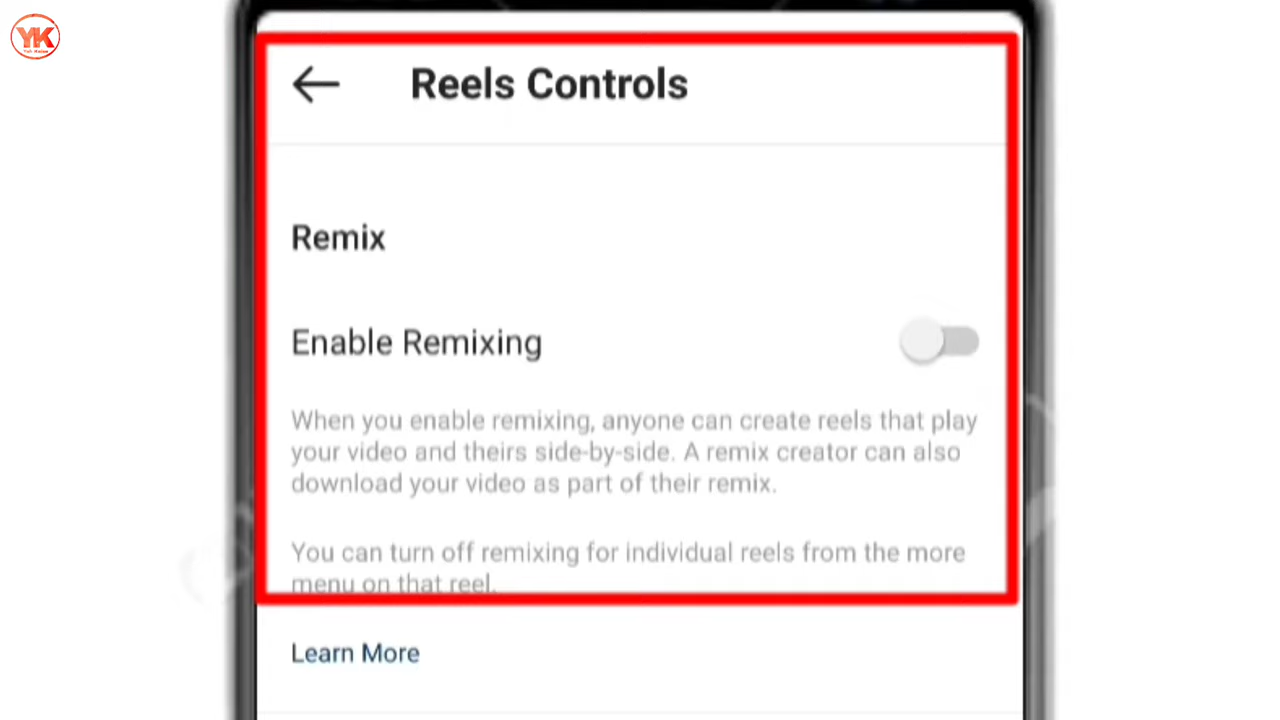 YK
Reels Controls
Remix
Enable Remixing
When you enable remixing, anyone can create reels that play
your video and theirs side-by-side. A remix creator can also
download your video as part of their remix.
You can turn off remixing for individual reels from the more
menu on that reel.
Learn More